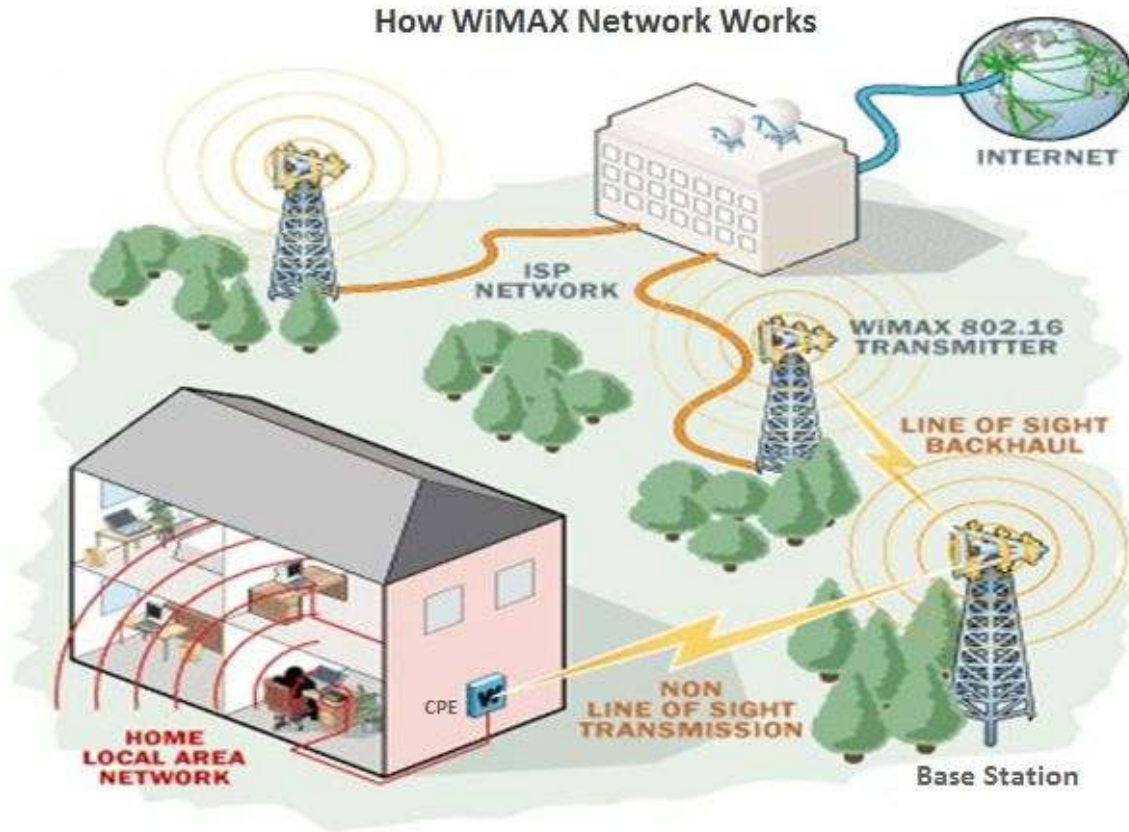 How WiMAX Network Works
INTERNET
ISP
NETWORK
WiMAX 802.16
TRANSMITTER
LINE OF SIGHT
BACKHAUL
CPE
NON
LINE OF SIGHT
TRANSMISSION
HOME
LOCAL AREA
NETWORK
Base Station